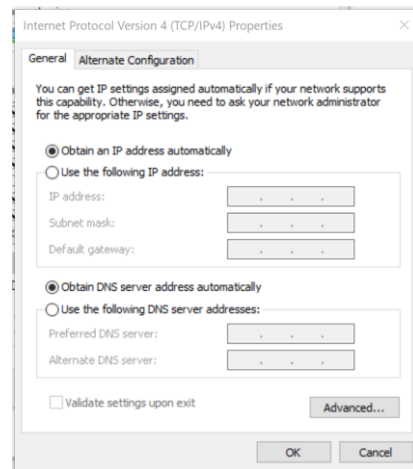 Internet Protocol Version 4 (TCP/IPv4) Properties
General
Alternate Configuration
You can get IP settings assigned automatically if your network supports
this capability. Otherwise, you need to ask your network administrator
for the appropriate IP settings.
Obtain an IP address automatically
Use the following IP address:
IP address:
Subnet mask:
Default gateway:
Obtain DNS server address automatically
Use the following DNS server addresses:
Preferred DNS server:
Alternate DNS server:
Validate settings upon exit
Advanced...
OK
Cancel